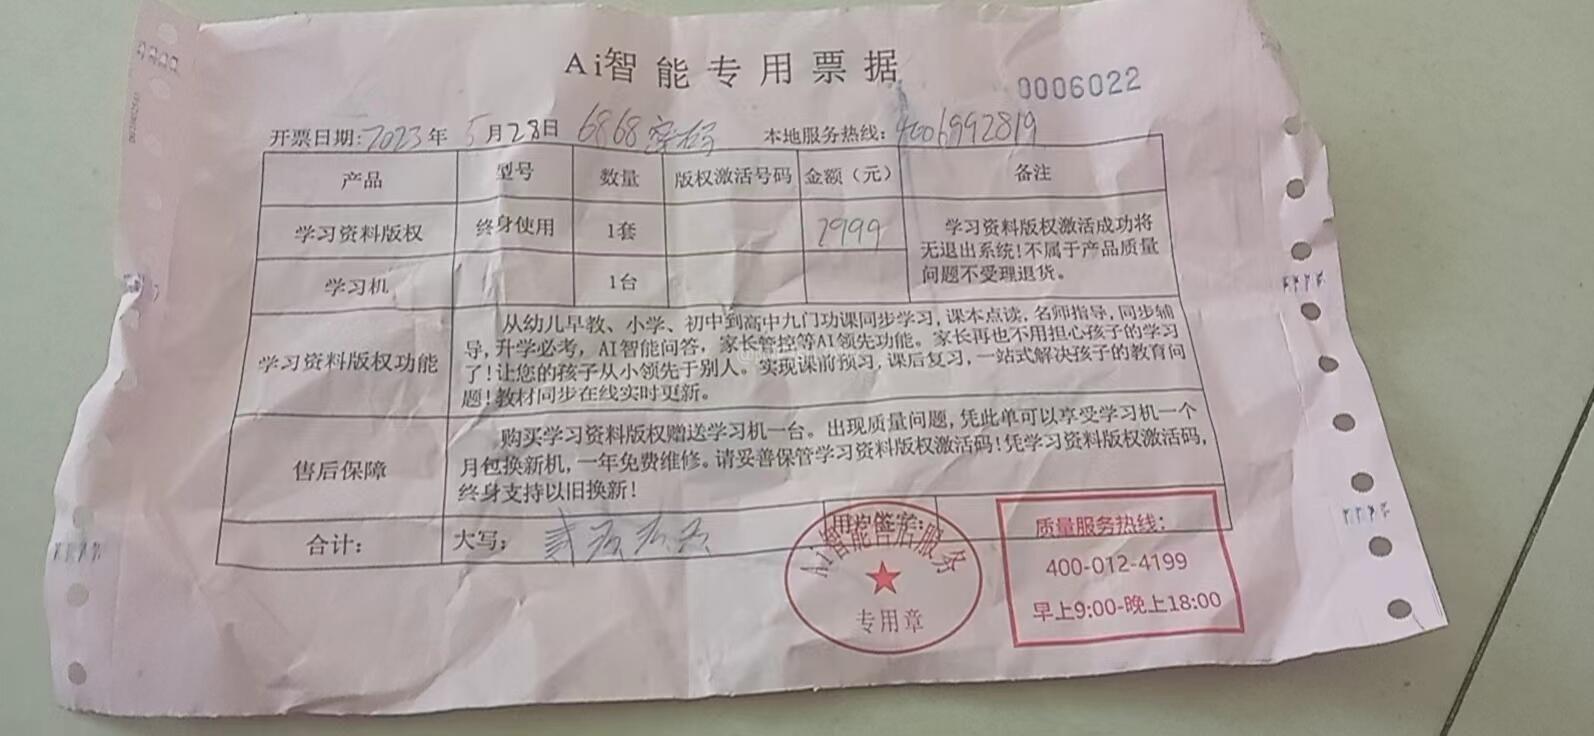 Ai智能专用票据
0006022
开票日期:2023年5月28日 6868密码 本地服务热线:4006992819
产品 型号 数量 版权激活号码 金额（元） 备注
学习资料版权 终身使用 1套 2999
学习资料版权激活成功将
无退出系统!不属于产品质量
问题不受理退货。
学习机 1台
学习资料版权功能
从幼儿早教、小学、初中到高中九门功课同步学习,课本点读,名师指导,同步辅
导,升学必考,AI智能问答,家长管控等AI领先功能。家长再也不用担心孩子的学习
了!让您的孩子从小领先于别人。实现课前预习,课后复习,一站式解决孩子的教育问
题!教材同步在线实时更新。
售后保障
购买学习资料版权赠送学习机一台。出现质量问题,凭此单可以享受学习机一个
月包换新机,一年免费维修。请妥善保管学习资料版权激活码!凭学习资料版权激活码,
终身支持以旧换新!
合计: 大写:
Ai智能售后服务
专用章
质量服务热线:
400-012-4199
早上9:00-晚上18:00